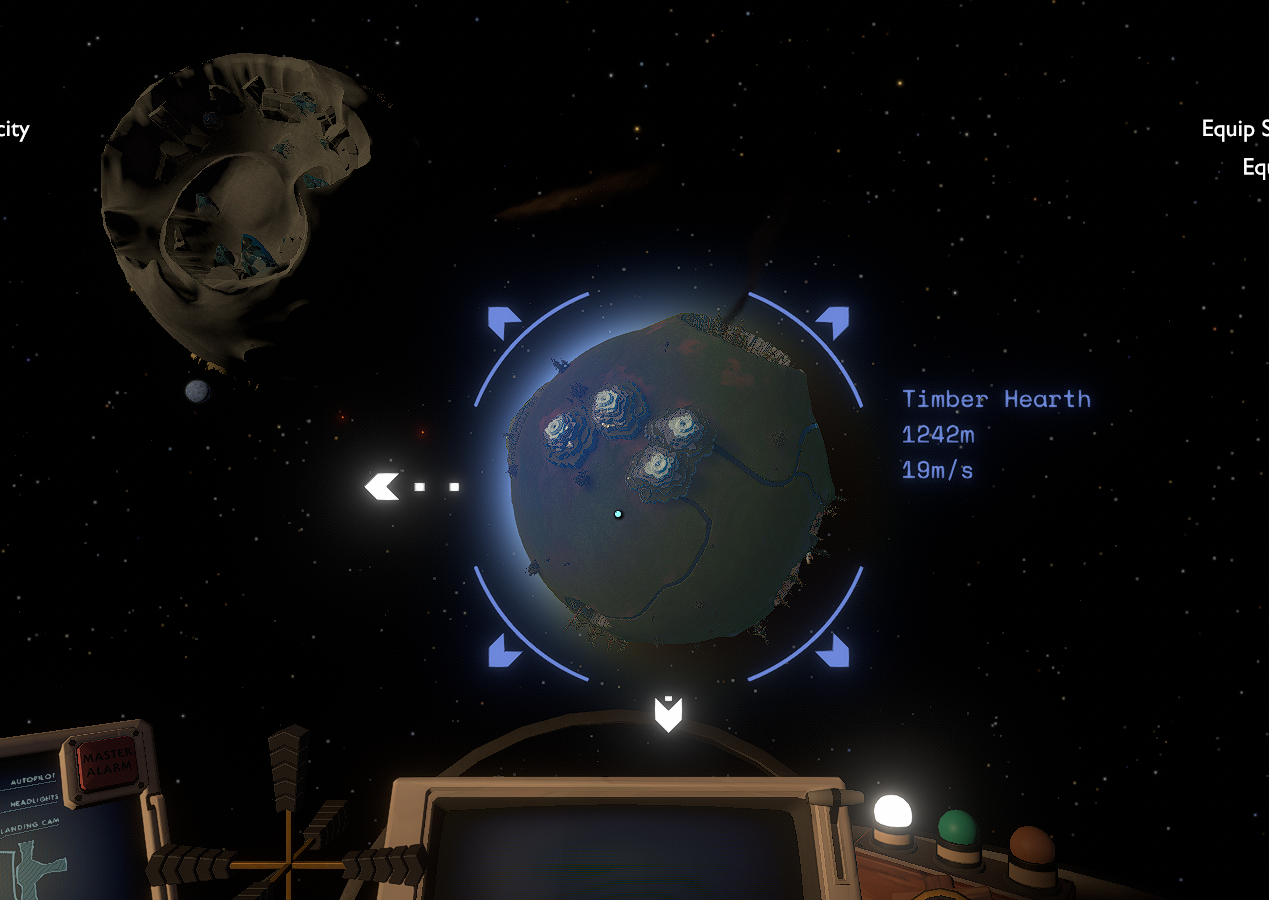 city
Equip S
Equ
Timber Hearth
1242m
19m/s
MASTER
ALARM
AUTOPILOT
HEADLIGHTS
LANDING CAM